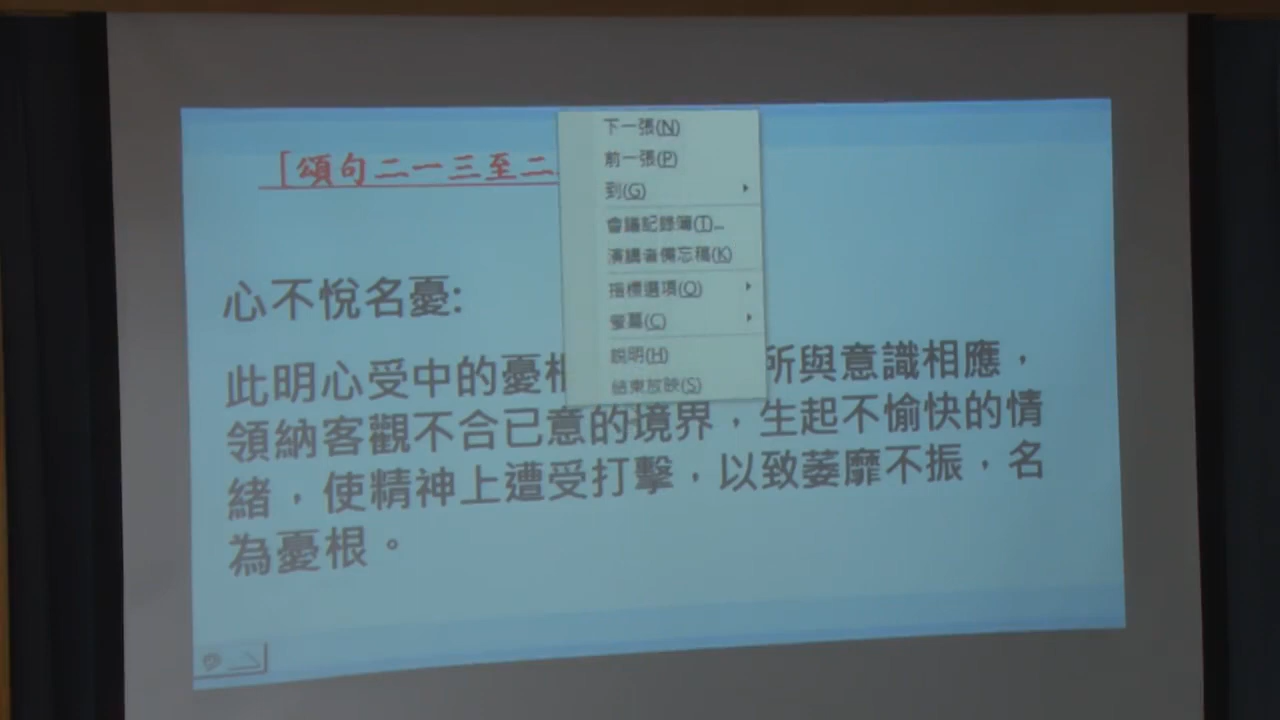 [頌句二一三至二
下一張(N)
前一張(P)
到(G)
會議記錄簿(I)...
演講者備忘稿(K)
指標選項(O)
螢幕(C)
說明(H)
結束放映(S)
心不悅名憂:
此明心受中的憂根 所與意識相應，
領納客觀不合已意的境界，生起不愉快的情
緒，使精神上遭受打擊，以致萎靡不振，名
為憂根。